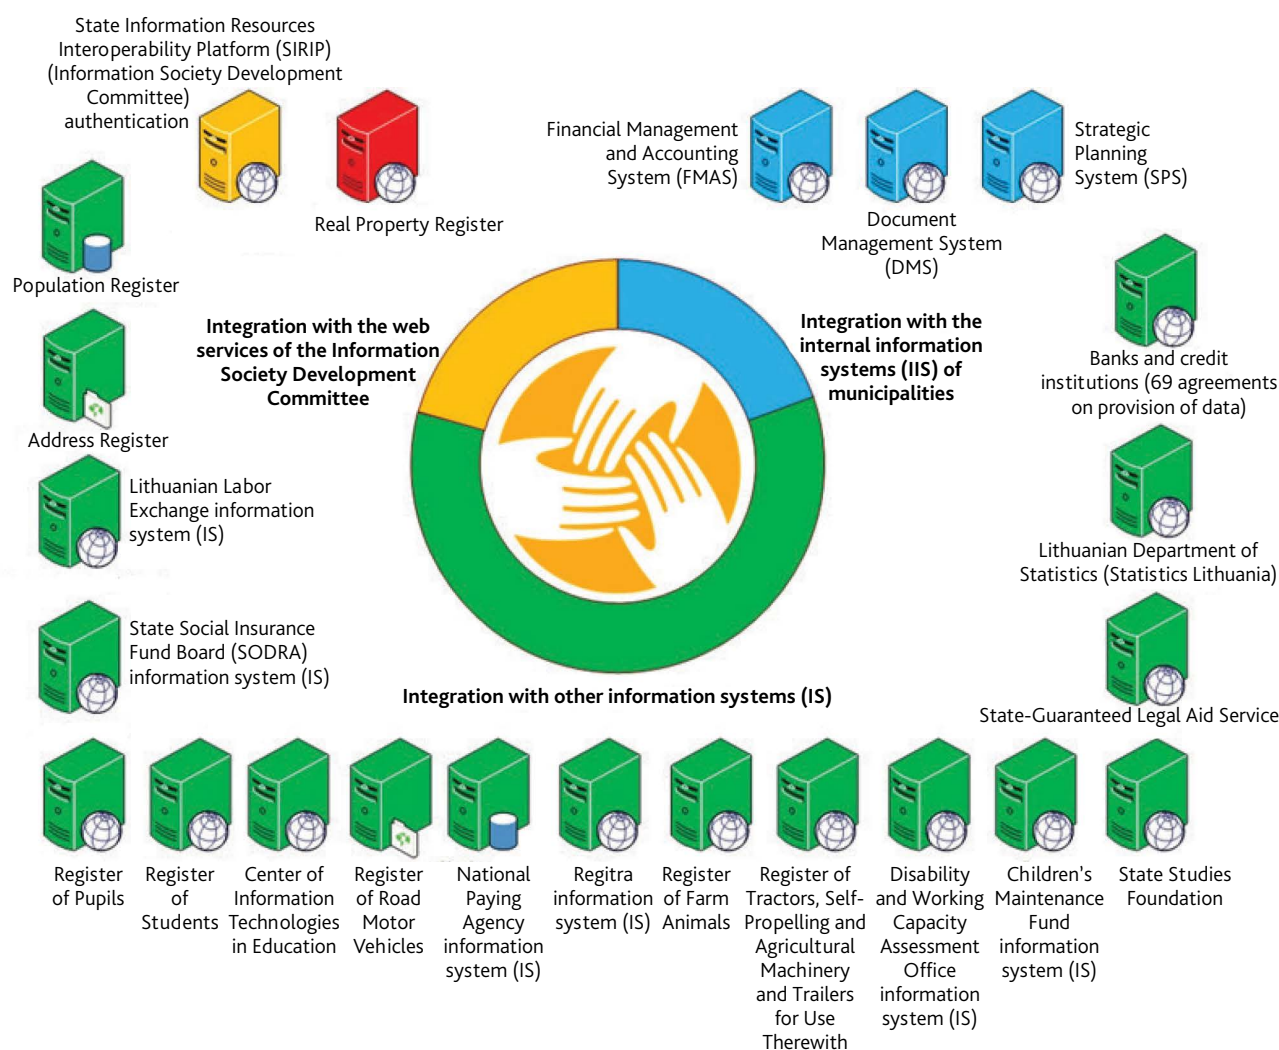 State Information Resources
Interoperability Platform (SIRIP)
(Information Society Development
Committee)
authentication
Real Property Register
Financial Management
and Accounting
System (FMAS)
Document
Management System
(DMS)
Strategic
Planning
System (SPS)
Population Register
Address Register
Lithuanian Labor
Exchange information
system (IS)
State Social Insurance
Fund Board (SODRA)
information system (IS)
Integration with the web
services of the Information
Society Development
Committee
Integration with the
internal information
systems (IIS) of
municipalities
Integration with other information systems (IS)
Banks and credit
institutions (69 agreements
on provision of data)
Lithuanian Department of
Statistics (Statistics Lithuania)
State-Guaranteed Legal Aid Service
Register
of Pupils
Register
of
Students
Center of
Information
Technologies
in Education
Register
of Road
Motor
Vehicles
National
Paying
Agency
information
system (IS)
Regitra
information
system (IS)
Register
of Farm
Animals
Register of
Tractors, Self-
Propelling and
Agricultural
Machinery
and Trailers
for Use
Therewith
Disability
and Working
Capacity
Assessment
Office
information
system (IS)
Children's
Maintenance
Fund
information
system (IS)
State Studies
Foundation